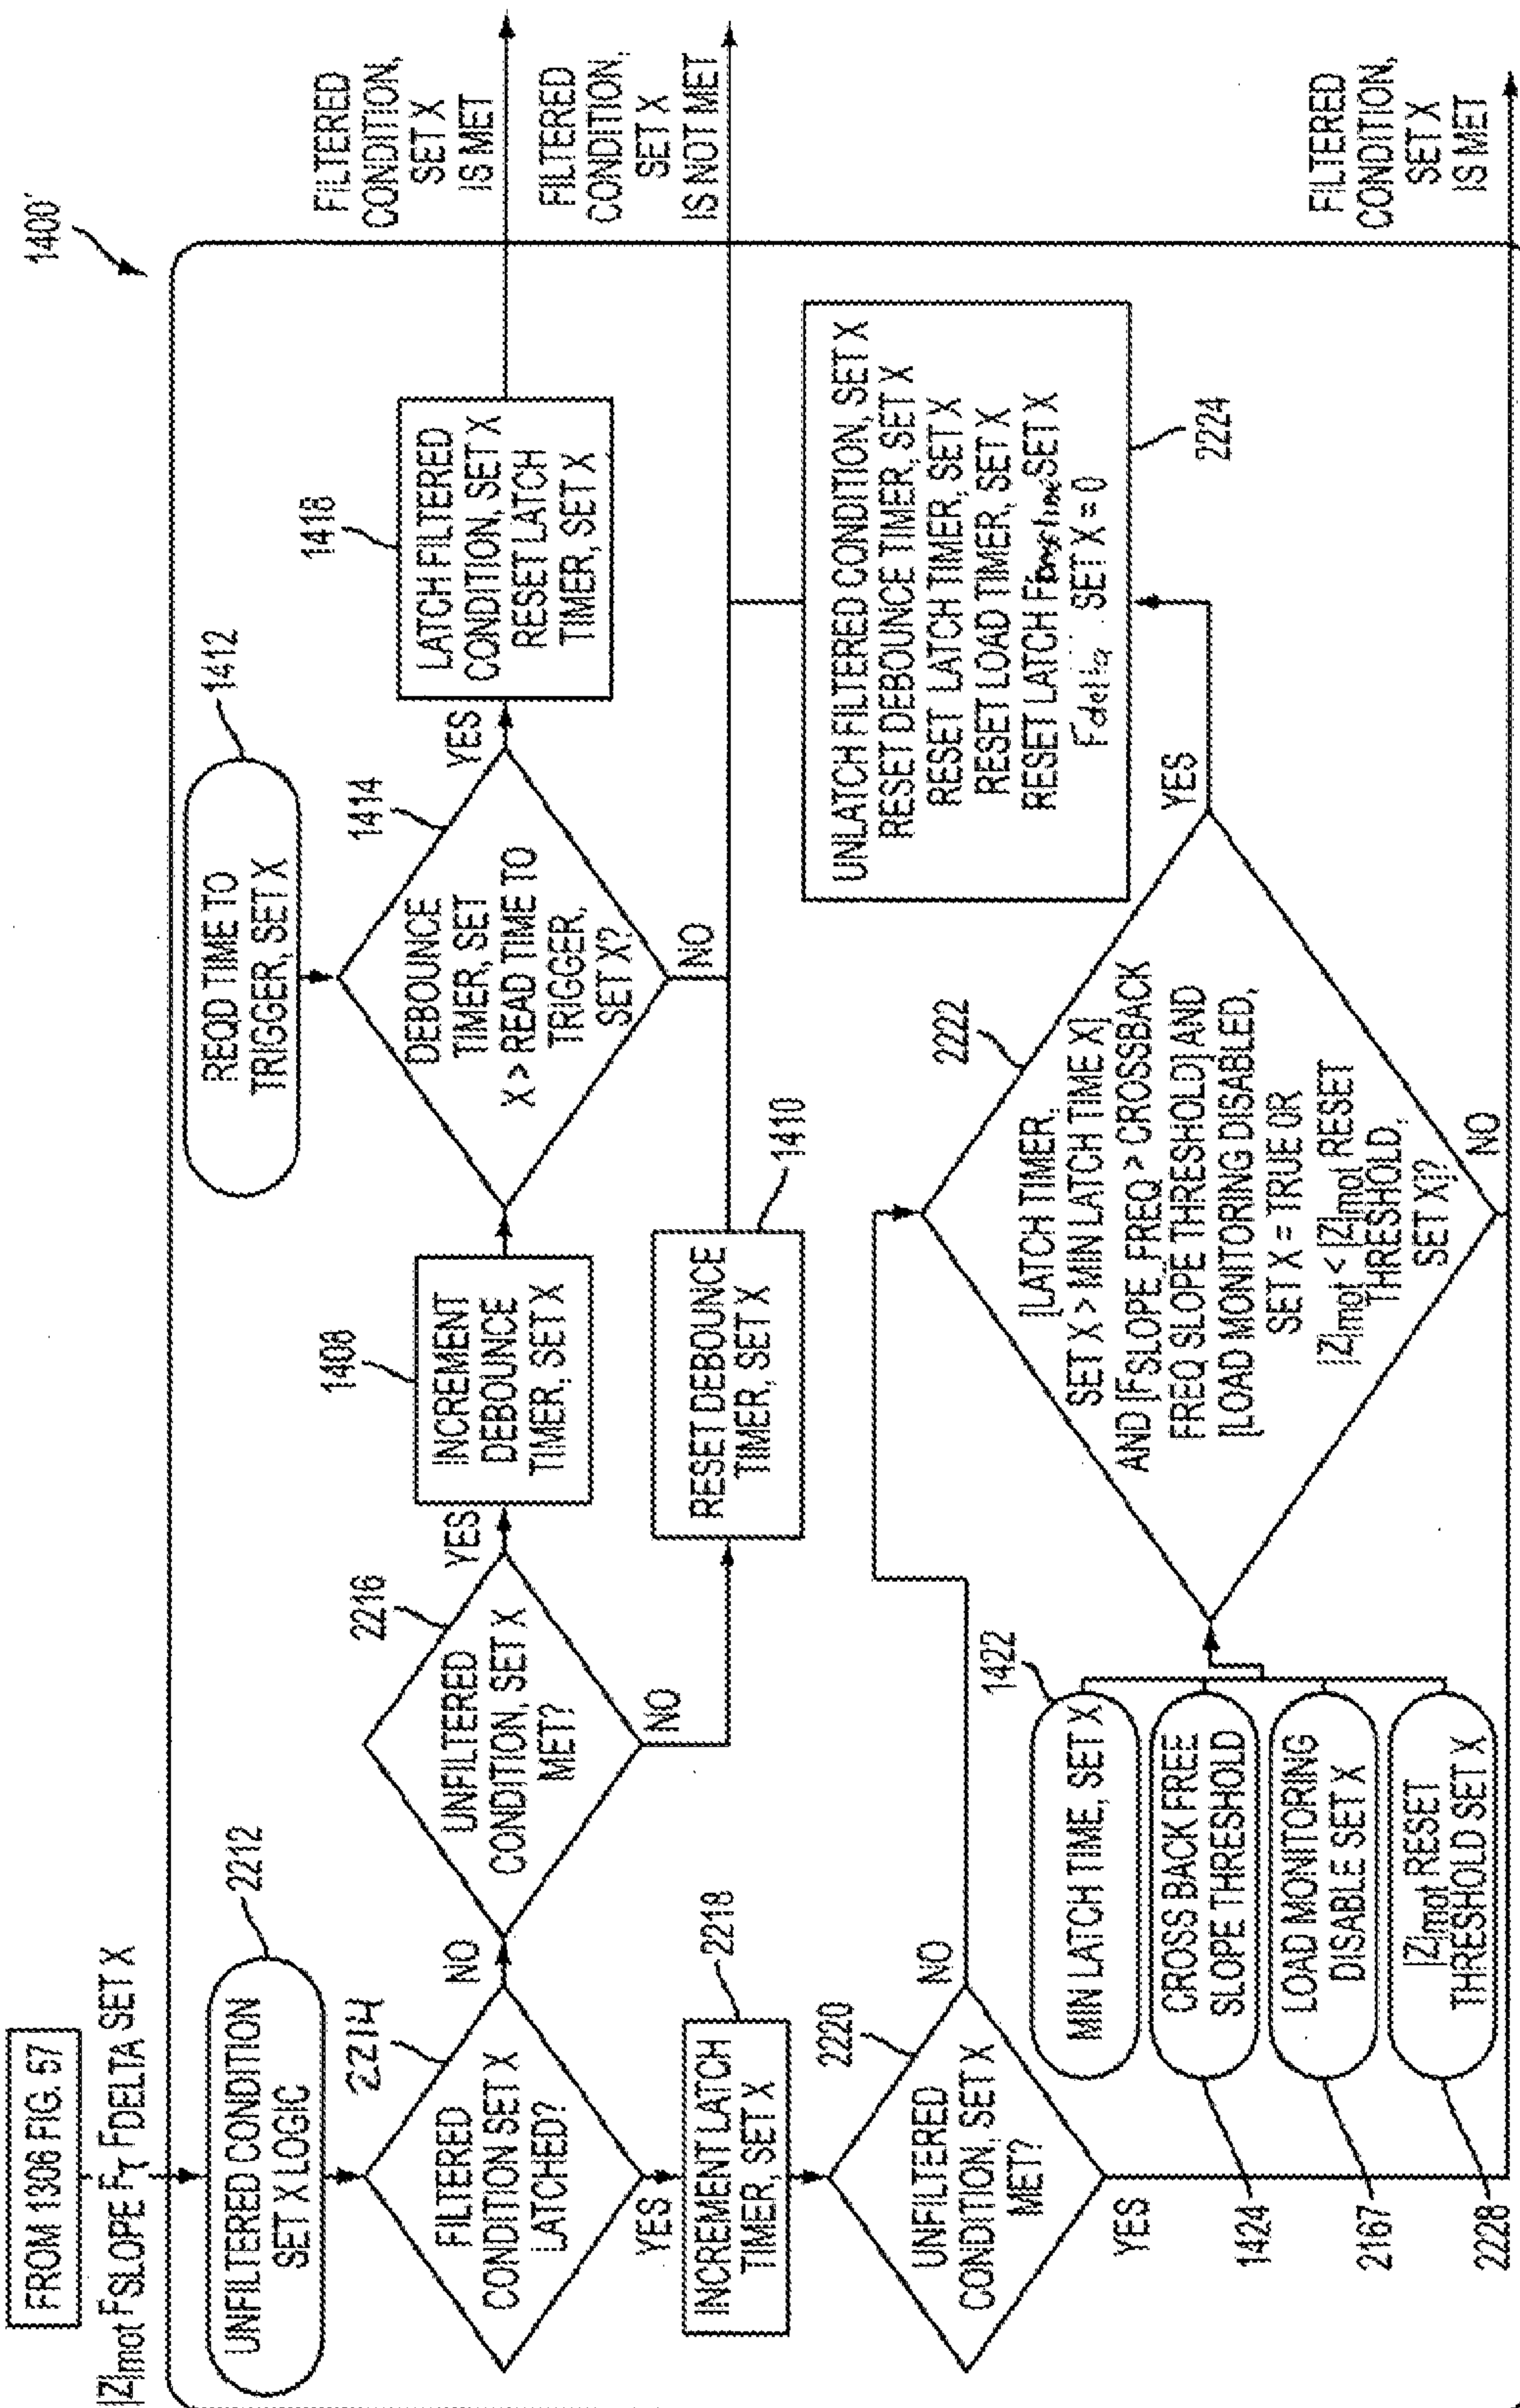 1400'
FROM 1306 FIG. 57
|Z|mot FSLOPE FT FDELTA SET X
UNFILTERED CONDITION
SET X LOGIC
2212
FILTERED
CONDITION SET X
LATCHED?
2214
NO
YES
UNFILTERED
CONDITION, SET X
MET?
2216
YES
NO
INCREMENT
DEBOUNCE
TIMER, SET X
1408
REQD TIME TO
TRIGGER, SET X
1412
DEBOUNCE
TIMER, SET
X > READ TIME TO
TRIGGER,
SET X?
1414
YES
NO
LATCH FILTERED
CONDITION, SET X
RESET LATCH
TIMER, SET X
1418
FILTERED
CONDITION,
SET X
IS MET
RESET DEBOUNCE
TIMER, SET X
1410
FILTERED
CONDITION,
SET X
IS NOT MET
INCREMENT LATCH
TIMER, SET X
2218
UNFILTERED
CONDITION, SET X
MET?
2220
NO
YES
MIN LATCH TIME, SET X
1422
CROSS BACK FREE
SLOPE THRESHOLD
1424
LOAD MONITORING
DISABLE SET X
2167
|Z|mot RESET
THRESHOLD SET X
2228
[LATCH TIMER,
SET X > MIN LATCH TIME X]
AND [FSLOPE_FREQ > CROSSBACK
FREQ SLOPE THRESHOLD] AND
[LOAD MONITORING DISABLED,
SET X = TRUE OR
|Z|mot < |Z|mot RESET
THRESHOLD,
SET X]?
2222
YES
NO
UNLATCH FILTERED CONDITION, SET X
RESET DEBOUNCE TIMER, SET X
RESET LATCH TIMER, SET X
RESET LOAD TIMER, SET X
RESET LATCH Fbaseline SET X
Fdelta SET X = 0
2224
FILTERED
CONDITION,
SET X
IS MET